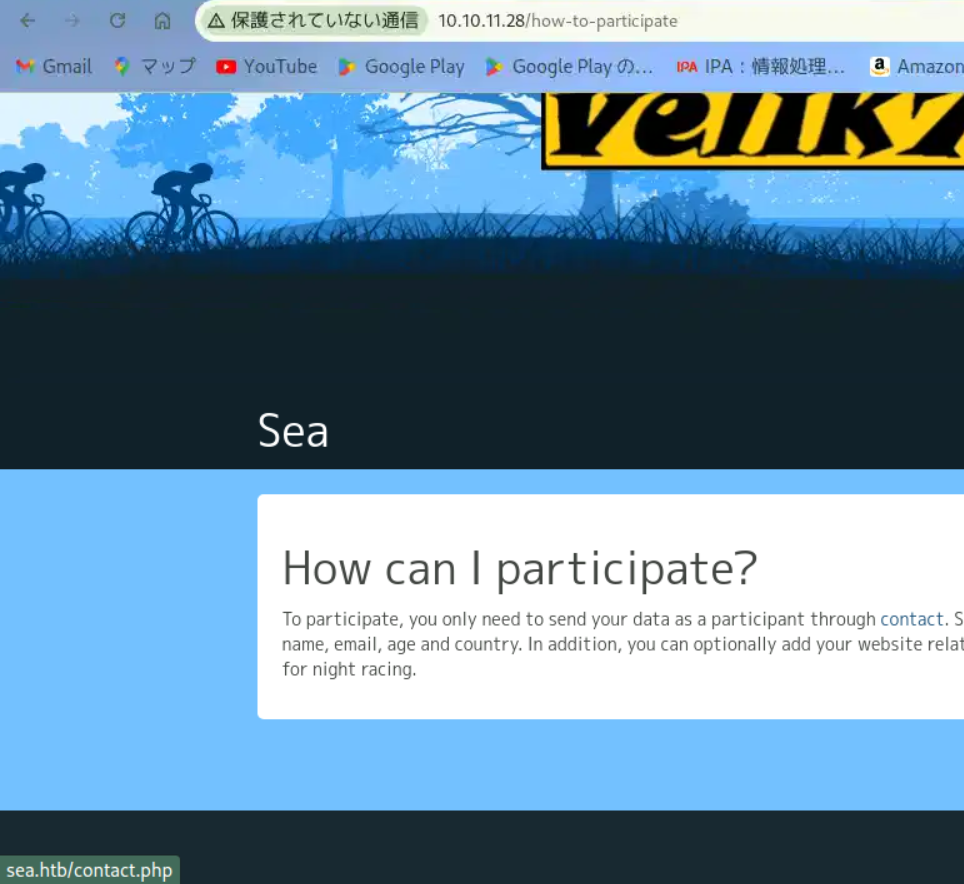 保護されていない通信 10.10.11.28/how-to-participate
Gmail マップ YouTube Google Play Google Play の... IPA IPA：情報処理... Amazon
Sea
How can I participate?
To participate, you only need to send your data as a participant through contact. S
name, email, age and country. In addition, you can optionally add your website relat
for night racing.
sea.htb/contact.php